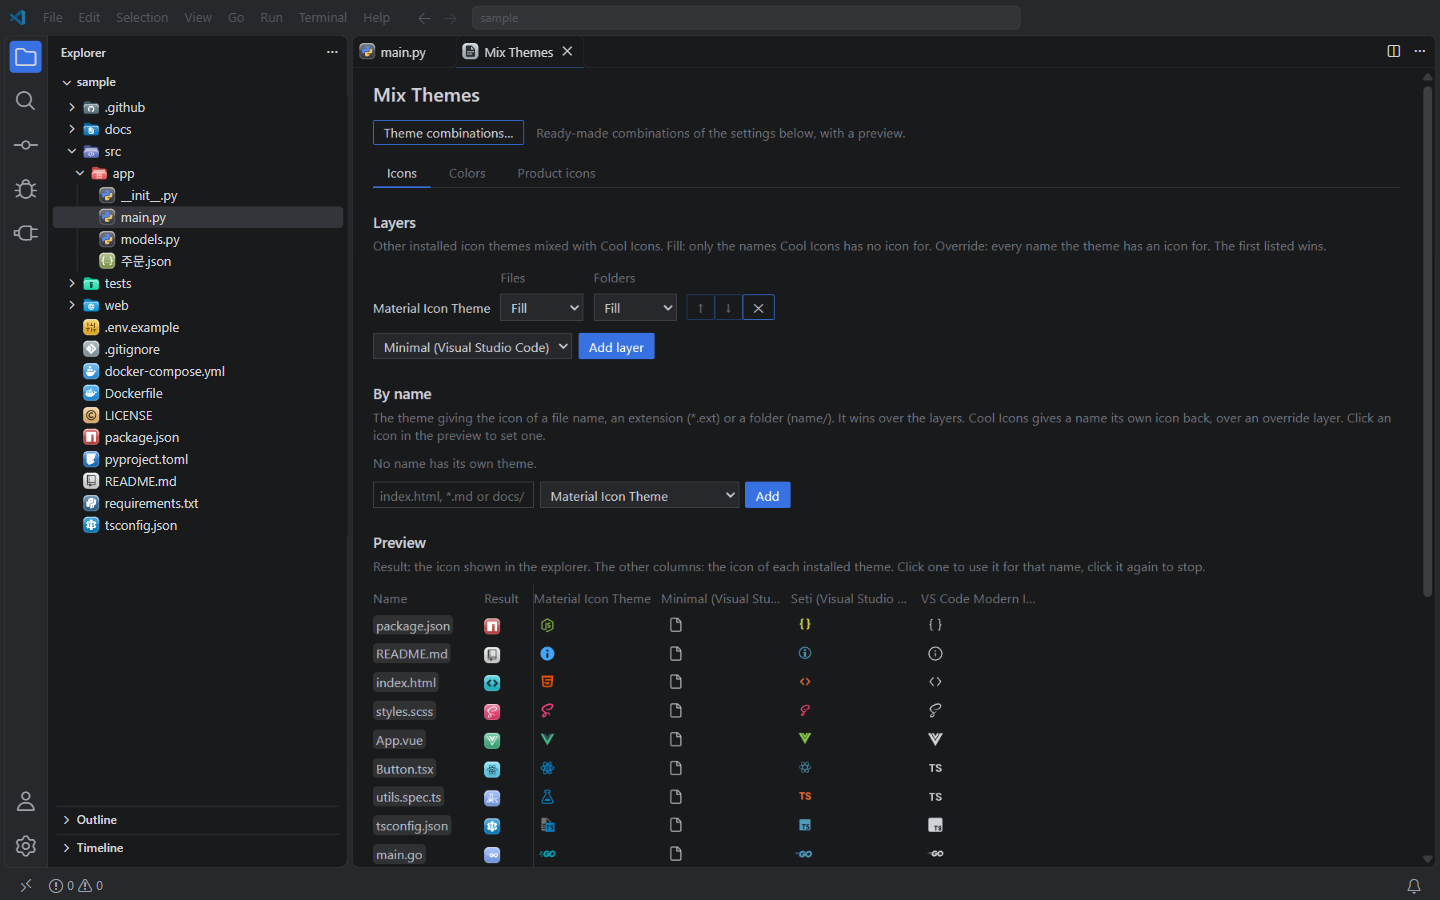 File Edit Selection View Go Run Terminal Help
sample
Explorer
sample
.github
docs
src
app
__init__.py
main.py
models.py
주문.json
tests
web
.env.example
.gitignore
docker-compose.yml
Dockerfile
LICENSE
package.json
pyproject.toml
README.md
requirements.txt
tsconfig.json
Outline
Timeline
0 0
main.py
Mix Themes
Mix Themes
Theme combinations... Ready-made combinations of the settings below, with a preview.
Icons Colors Product icons
Layers
Other installed icon themes mixed with Cool Icons. Fill: only the names Cool Icons has no icon for. Override: every name the theme has an icon for. The first listed wins.
Files Folders
Material Icon Theme Fill Fill ↑ ↓
Minimal (Visual Studio Code) Add layer
By name
The theme giving the icon of a file name, an extension (*.ext) or a folder (name/). It wins over the layers. Cool Icons gives a name its own icon back, over an override layer. Click an
icon in the preview to set one.
No name has its own theme.
index.html, *.md or docs/ Material Icon Theme Add
Preview
Result: the icon shown in the explorer. The other columns: the icon of each installed theme. Click one to use it for that name, click it again to stop.
Name Result Material Icon Theme Minimal (Visual Stu... Seti (Visual Studio ... VS Code Modern I...
package.json
README.md
index.html
styles.scss
App.vue
Button.tsx TS
utils.spec.ts TS TS
tsconfig.json TS TS TS
main.go GO GO GO GO